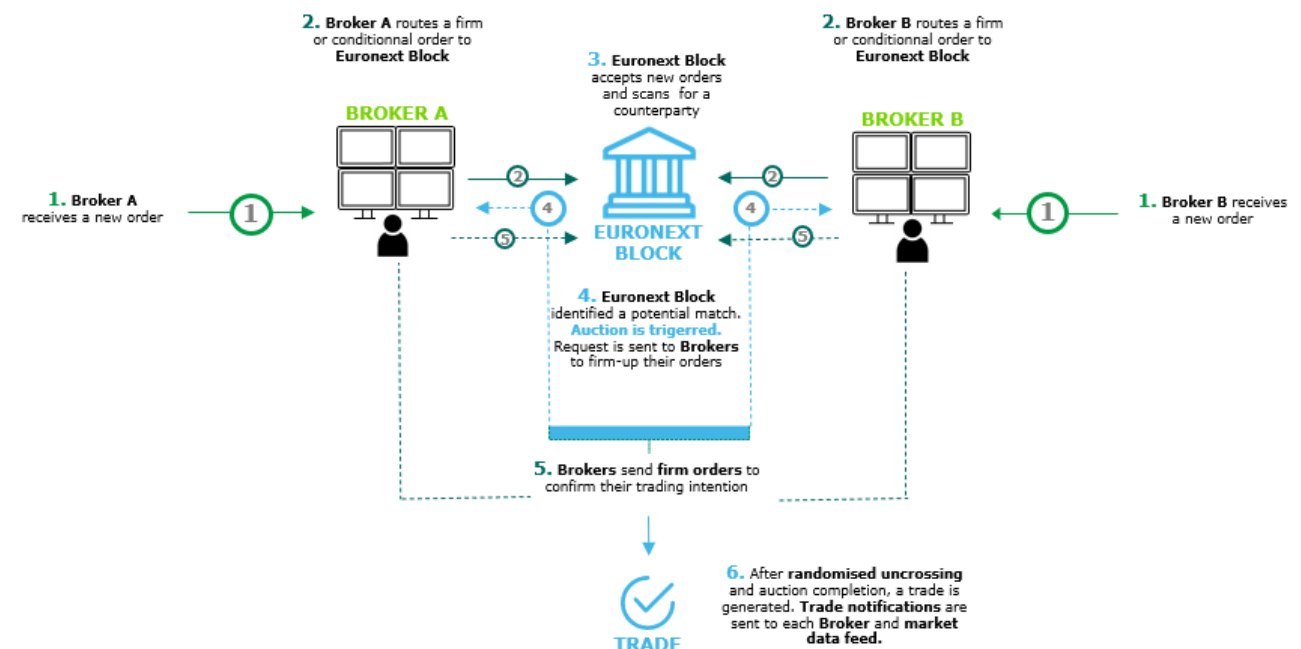 2. Broker A routes a firm
or conditionnal order to
Euronext Block
2. Broker B routes a firm
or conditionnal order to
Euronext Block
3. Euronext Block
accepts new orders
and scans for a
counterparty
BROKER A
BROKER B
1. Broker A
receives a new order
1
2
4
5
EURONEXT
BLOCK
2
4
5
1
1. Broker B receives
a new order
4. Euronext Block
identified a potential match.
Auction is trigerred.
Request is sent to Brokers
to firm-up their orders
5. Brokers send firm orders to
confirm their trading intention
6. After randomised uncrossing
and auction completion, a trade is
generated. Trade notifications are
sent to each Broker and market
data feed.
TRADE